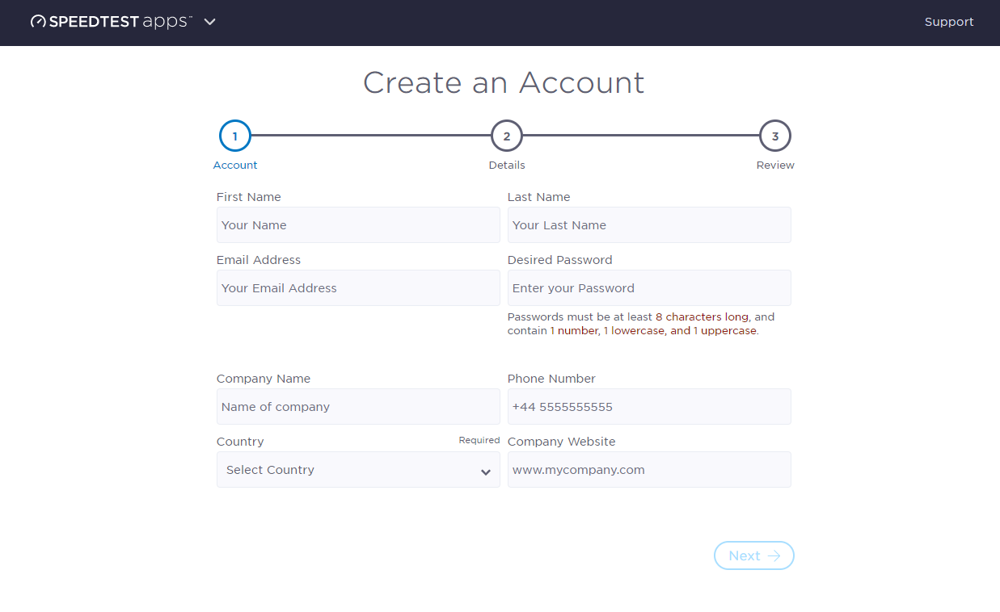 SPEEDTEST apps™
Support
Create an Account
1
2
3
Account
Details
Review
First Name
Last Name
Your Name
Your Last Name
Email Address
Desired Password
Your Email Address
Enter your Password
Passwords must be at least 8 characters long, and
contain 1 number, 1 lowercase, and 1 uppercase.
Company Name
Phone Number
Name of company
+44 5555555555
Country
Required
Company Website
Select Country
www.mycompany.com
Next